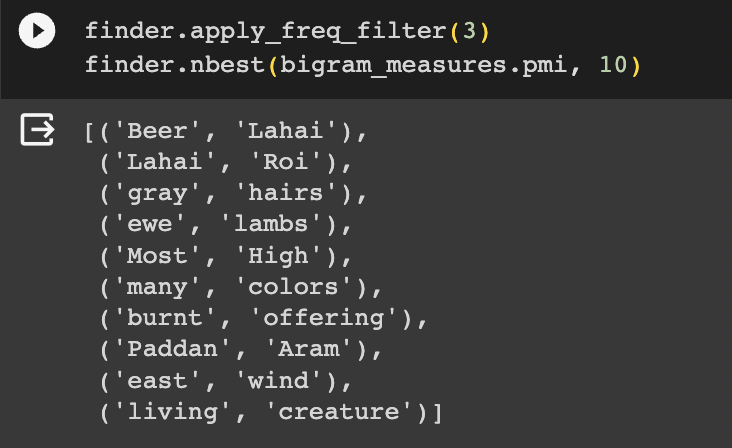 finder.apply_freq_filter(3)
finder.nbest(bigram_measures.pmi, 10)
[('Beer', 'Lahai'),
('Lahai', 'Roi'),
('gray', 'hairs'),
('ewe', 'lambs'),
('Most', 'High'),
('many', 'colors'),
('burnt', 'offering'),
('Paddan', 'Aram'),
('east', 'wind'),
('living', 'creature')]